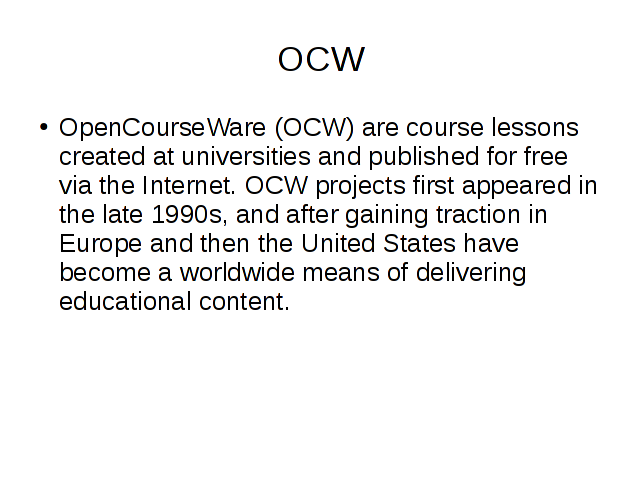 OCW
• OpenCourseWare (OCW) are course lessons
created at universities and published for free
via the Internet. OCW projects first appeared in
the late 1990s, and after gaining traction in
Europe and then the United States have
become a worldwide means of delivering
educational content.